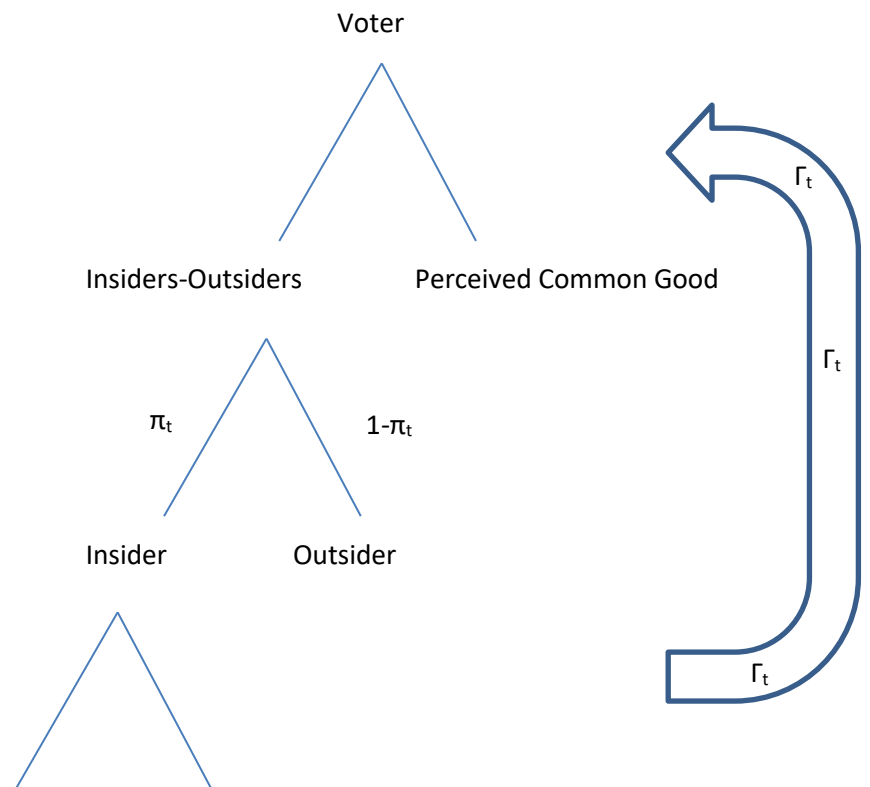 Voter
Γₜ
Insiders-Outsiders
Perceived Common Good
Γₜ
πₜ
1-πₜ
Insider
Outsider
Γₜ